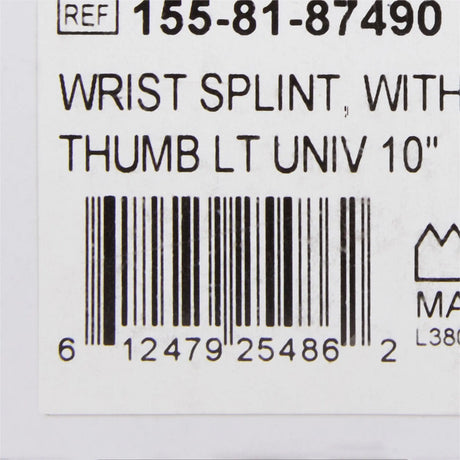 REF 155-81-87490
WRIST SPLINT, WITH
THUMB LT UNIV 10"
MA
L380
6 12479 25486 2